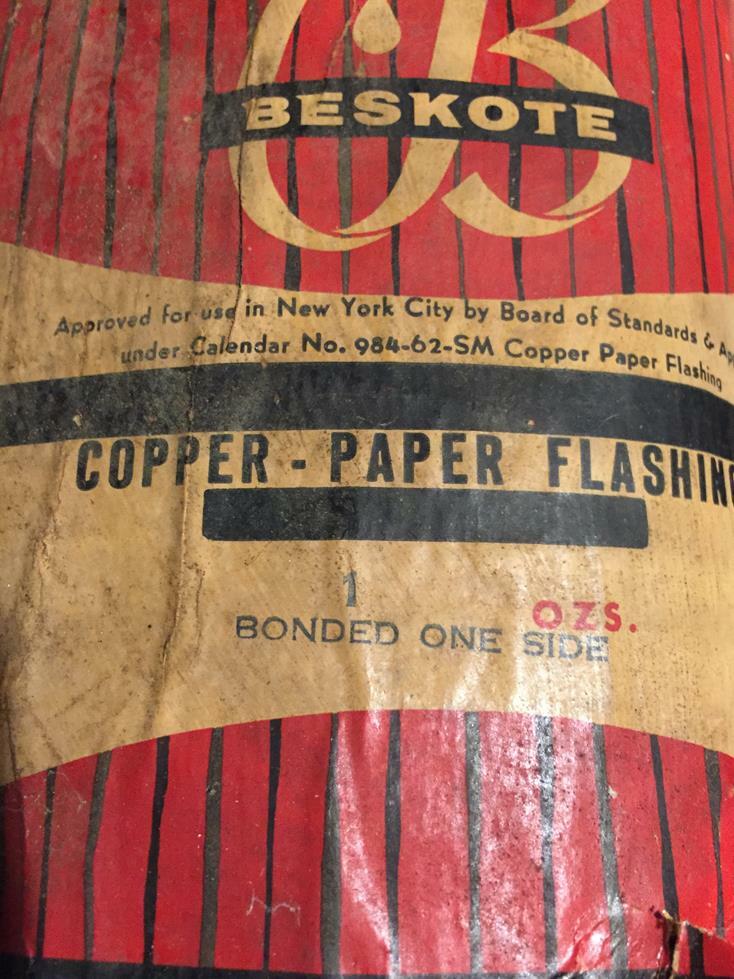 BESKOTE
Approved for use in New York City by Board of Standards &
under Calendar No. 984-62-SM Copper Paper Flashing
COPPER - PAPER FLASHING
1
OZS.
BONDED ONE SIDE